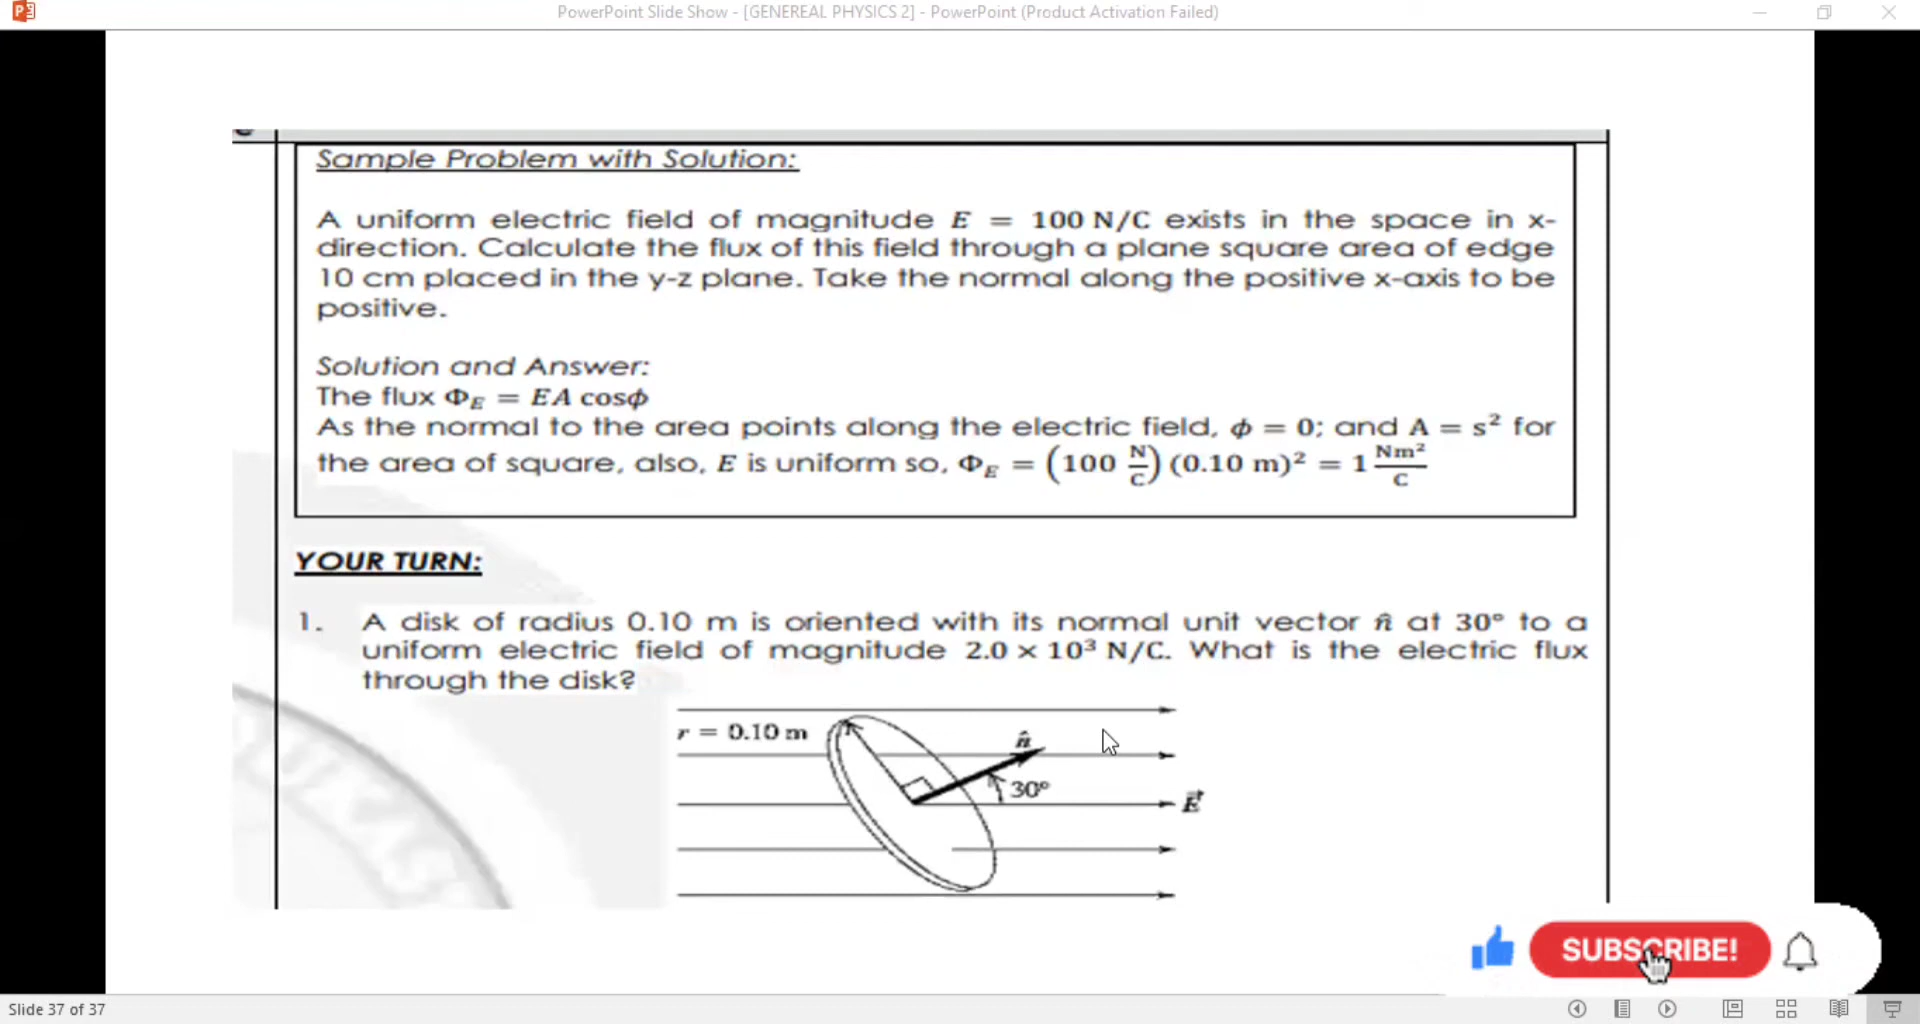 PowerPoint Slide Show - [GENEREAL PHYSICS 2] - PowerPoint (Product Activation Failed)
Sample Problem with Solution:
A uniform electric field of magnitude E = 100 N/C exists in the space in x-
direction. Calculate the flux of this field through a plane square area of edge
10 cm placed in the y-z plane. Take the normal along the positive x-axis to be
positive.
Solution and Answer:
The flux Φ_E = EA cosϕ
As the normal to the area points along the electric field, ϕ = 0; and A = s² for
the area of square, also, E is uniform so, Φ_E = (100 N/C) (0.10 m)² = 1 Nm²/C
YOUR TURN:
1. A disk of radius 0.10 m is oriented with its normal unit vector n̂ at 30° to a
uniform electric field of magnitude 2.0 × 10³ N/C. What is the electric flux
through the disk?
r = 0.10 m
n̂
30°
E⃗
SUBSCRIBE!
Slide 37 of 37